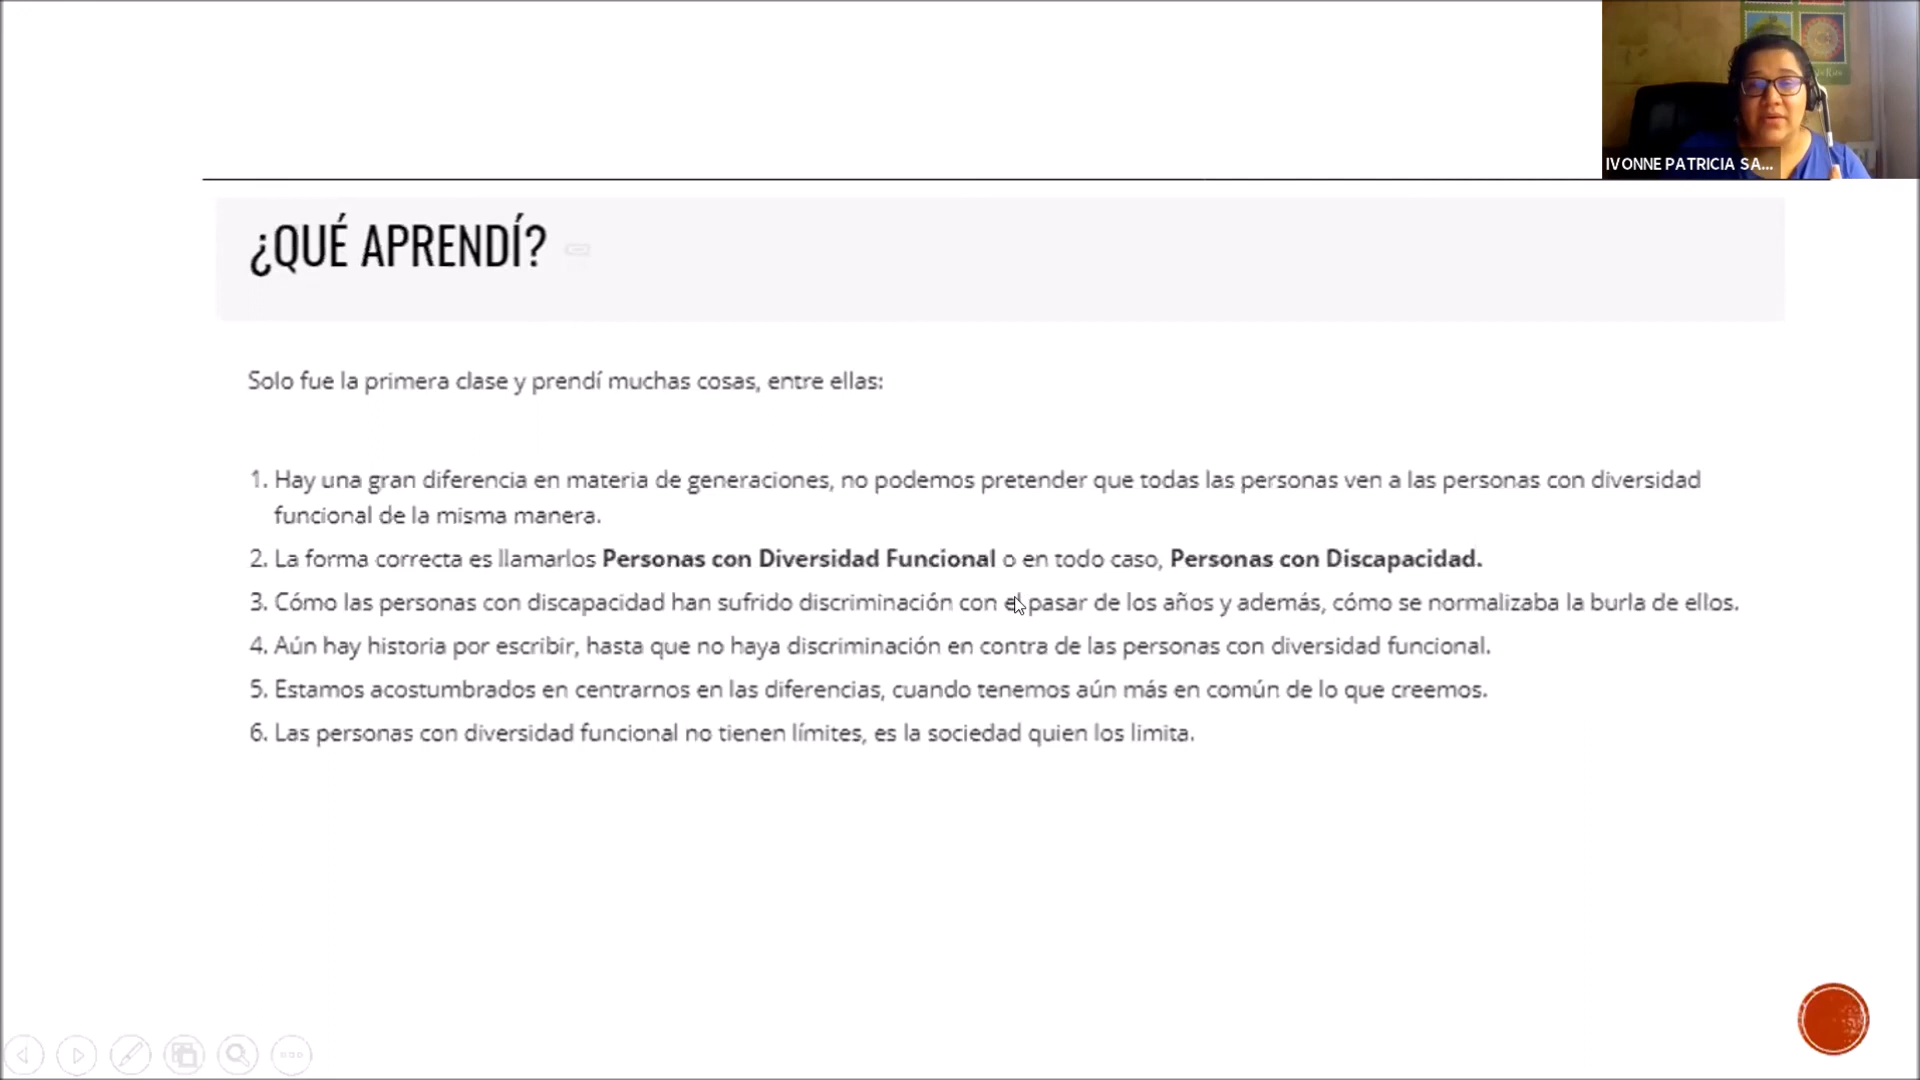 IVONNE PATRICIA SA...
¿QUÉ APRENDÍ?
Solo fue la primera clase y prendí muchas cosas, entre ellas:
1. Hay una gran diferencia en materia de generaciones, no podemos pretender que todas las personas ven a las personas con diversidad
funcional de la misma manera.
2. La forma correcta es llamarlos Personas con Diversidad Funcional o en todo caso, Personas con Discapacidad.
3. Cómo las personas con discapacidad han sufrido discriminación con el pasar de los años y además, cómo se normalizaba la burla de ellos.
4. Aún hay historia por escribir, hasta que no haya discriminación en contra de las personas con diversidad funcional.
5. Estamos acostumbrados en centrarnos en las diferencias, cuando tenemos aún más en común de lo que creemos.
6. Las personas con diversidad funcional no tienen límites, es la sociedad quien los limita.